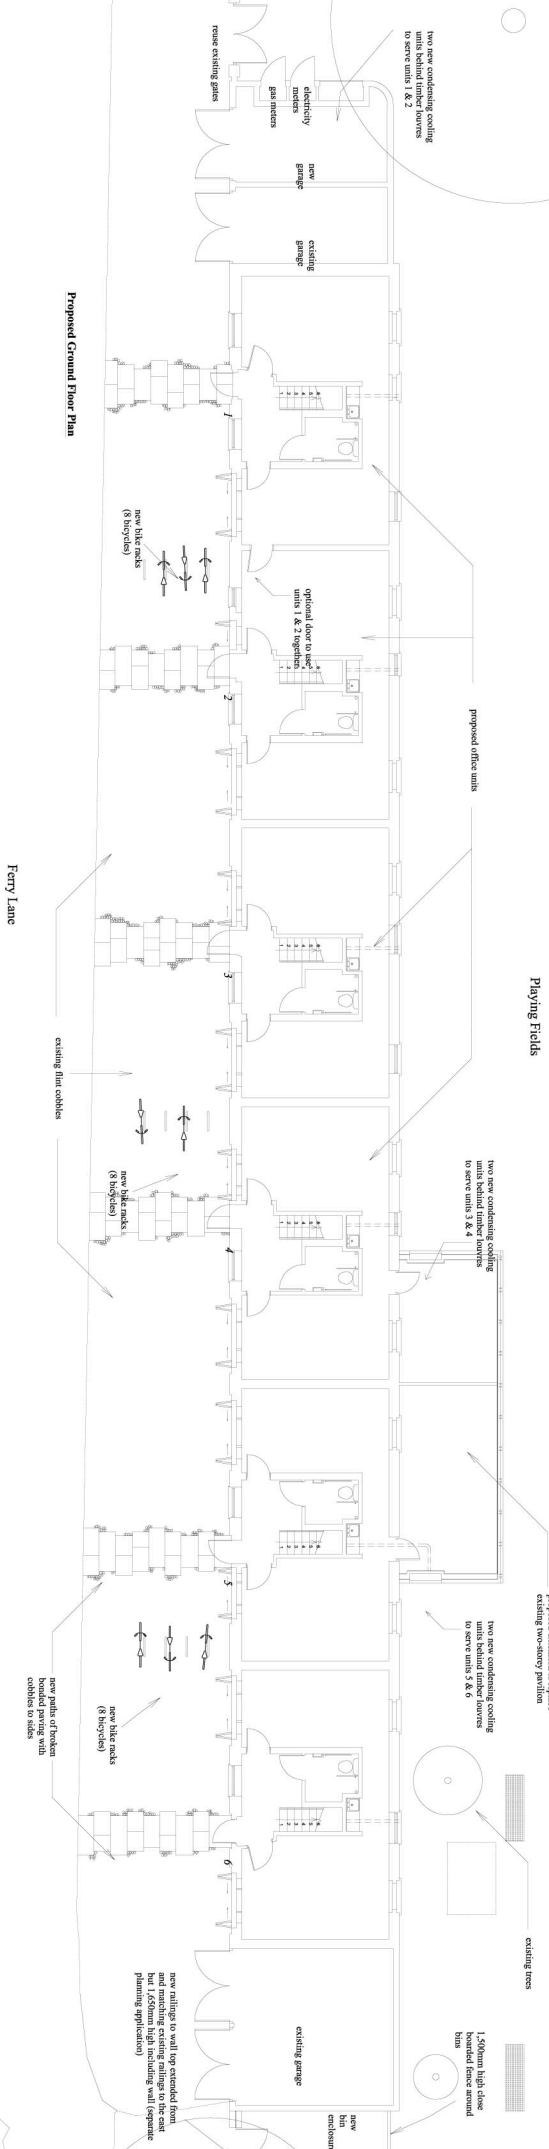 reuse existing gates
gas meters
electricity
meters
two new condensing cooling
units behind timber louvres
to serve units 1 & 2
new
garage
existing
garage
Proposed Ground Floor Plan
1
new bike racks
(8 bicycles)
optional door to use
units 1 & 2 together
2
proposed office units
Ferry Lane
Playing Fields
3
existing flint cobbles
new bike racks
(8 bicycles)
4
two new condensing cooling
units behind timber louvres
to serve units 3 & 4
existing two-storey pavilion
5
two new condensing cooling
units behind timber louvres
to serve units 5 & 6
new paths of broken
bonded paving with
cobbles to sides
new bike racks
(8 bicycles)
6
existing trees
new railings to wall top extended from
and matching existing railings to the east
but 1,650mm high including wall (separate
planning application)
existing garage
1,500mm high close
boarded fence around
bins
new
bin
enclosur